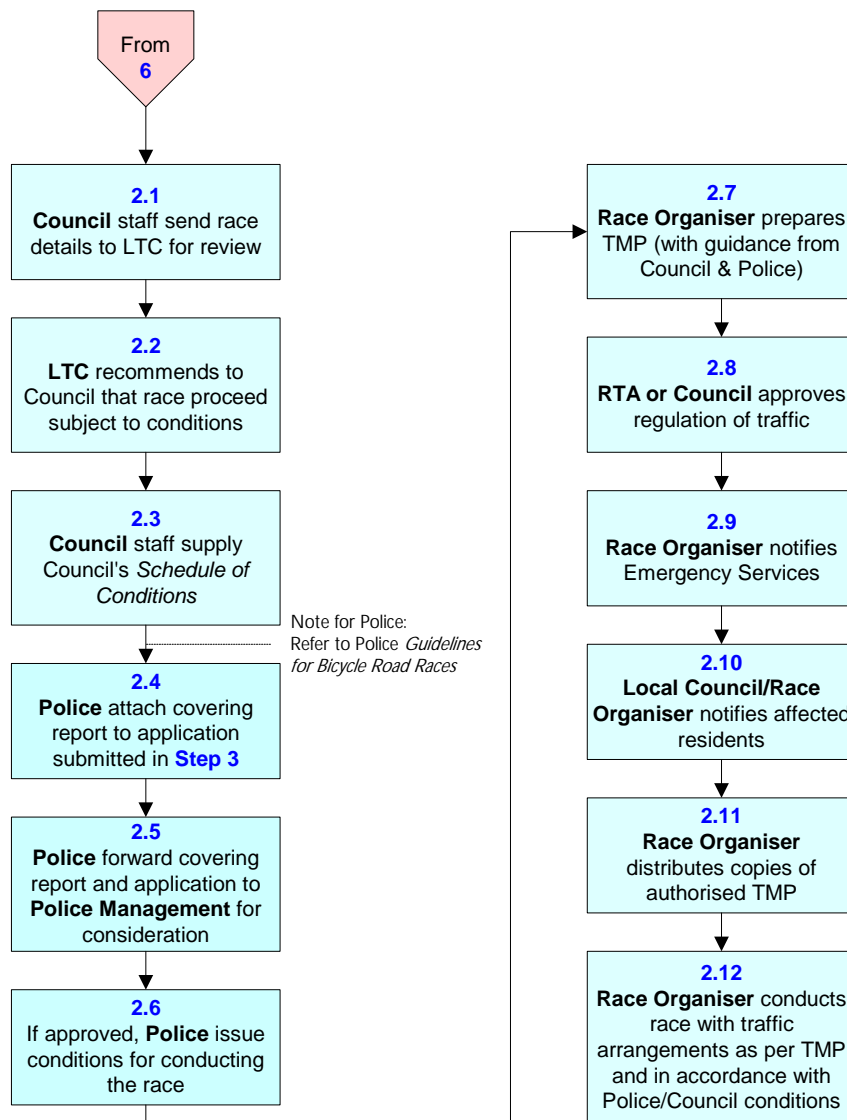 From
6
2.1
Council staff send race
details to LTC for review
2.2
LTC recommends to
Council that race proceed
subject to conditions
2.3
Council staff supply
Council's Schedule of
Conditions
Note for Police:
Refer to Police Guidelines
for Bicycle Road Races
2.4
Police attach covering
report to application
submitted in Step 3
2.5
Police forward covering
report and application to
Police Management for
consideration
2.6
If approved, Police issue
conditions for conducting
the race
2.7
Race Organiser prepares
TMP (with guidance from
Council & Police)
2.8
RTA or Council approves
regulation of traffic
2.9
Race Organiser notifies
Emergency Services
2.10
Local Council/Race
Organiser notifies affected
residents
2.11
Race Organiser
distributes copies of
authorised TMP
2.12
Race Organiser conducts
race with traffic
arrangements as per TMP
and in accordance with
Police/Council conditions